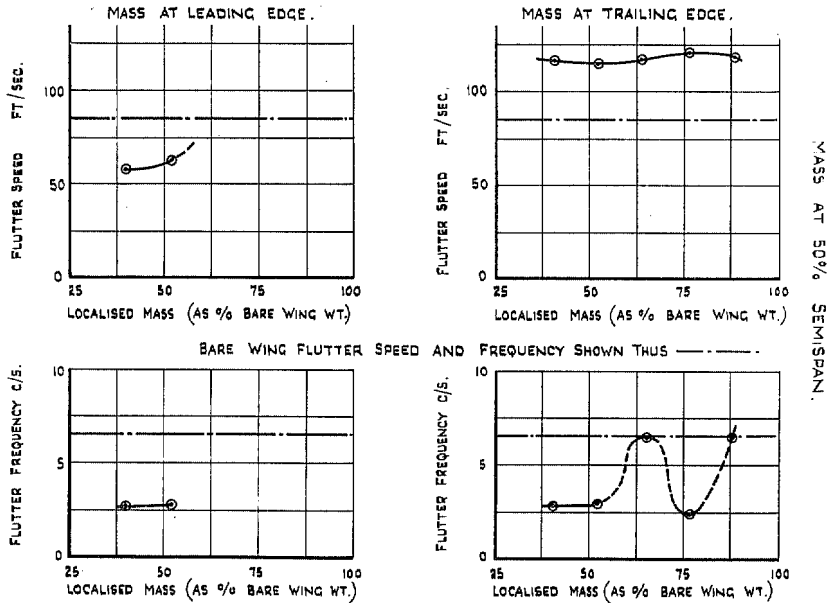 MASS AT LEADING EDGE.
MASS AT TRAILING EDGE.
FLUTTER SPEED FT/SEC.
100
50
0
25 50 75 100
LOCALISED MASS (AS % BARE WING WT.)
FLUTTER SPEED FT/SEC.
100
50
0
25 50 75 100
LOCALISED MASS (AS % BARE WING WT.)
MASS AT 50% SEMISPAN.
BARE WING FLUTTER SPEED AND FREQUENCY SHOWN THUS
FLUTTER FREQUENCY C/S.
10
5
0
25 50 75 100
LOCALISED MASS (AS % BARE WING WT.)
FLUTTER FREQUENCY C/S.
10
5
0
25 50 75 100
LOCALISED MASS (AS % BARE WING WT.)